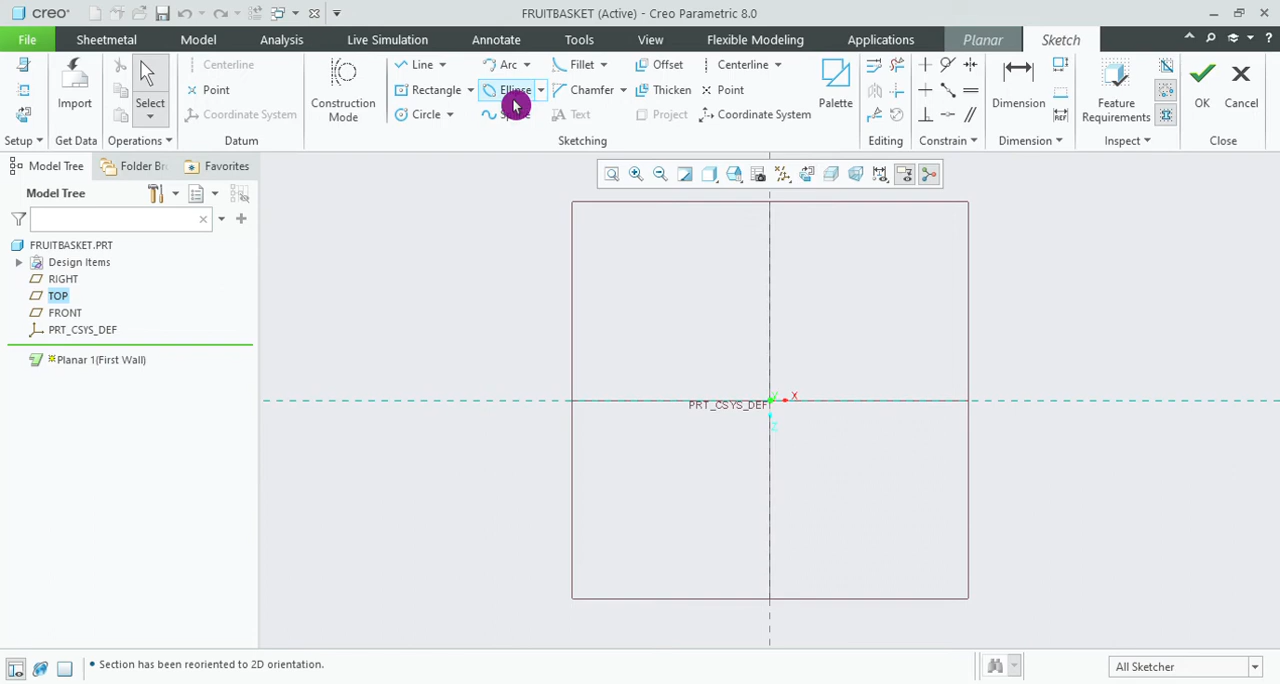 creo FRUITBASKET (Active) - Creo Parametric 8.0
File Sheetmetal Model Analysis Live Simulation Annotate Tools View Flexible Modeling Applications Planar Sketch
Centerline Line Arc Fillet Offset Centerline
Import Select Point Construction Mode Rectangle Ellipse Chamfer Thicken Point Palette Dimension Feature Requirements OK Cancel
Coordinate System Circle Text Project Coordinate System
Setup Get Data Operations Datum Sketching Editing Constrain Dimension Inspect Close
Model Tree Folder Br Favorites
Model Tree
FRUITBASKET.PRT
Design Items
RIGHT
TOP
FRONT
PRT_CSYS_DEF
Planar 1(First Wall)
PRT_CSYS_DEF
X
Z
Section has been reoriented to 2D orientation.
All Sketcher